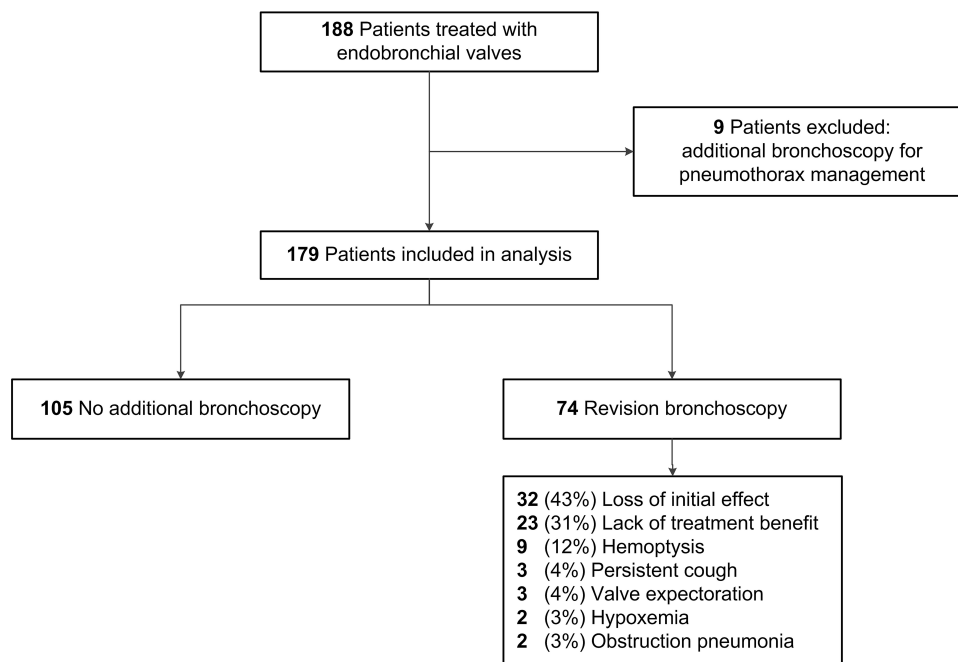 188 Patients treated with
endobronchial valves
9 Patients excluded:
additional bronchoscopy for
pneumothorax management
179 Patients included in analysis
105 No additional bronchoscopy
74 Revision bronchoscopy
32 (43%) Loss of initial effect
23 (31%) Lack of treatment benefit
9 (12%) Hemoptysis
3 (4%) Persistent cough
3 (4%) Valve expectoration
2 (3%) Hypoxemia
2 (3%) Obstruction pneumonia